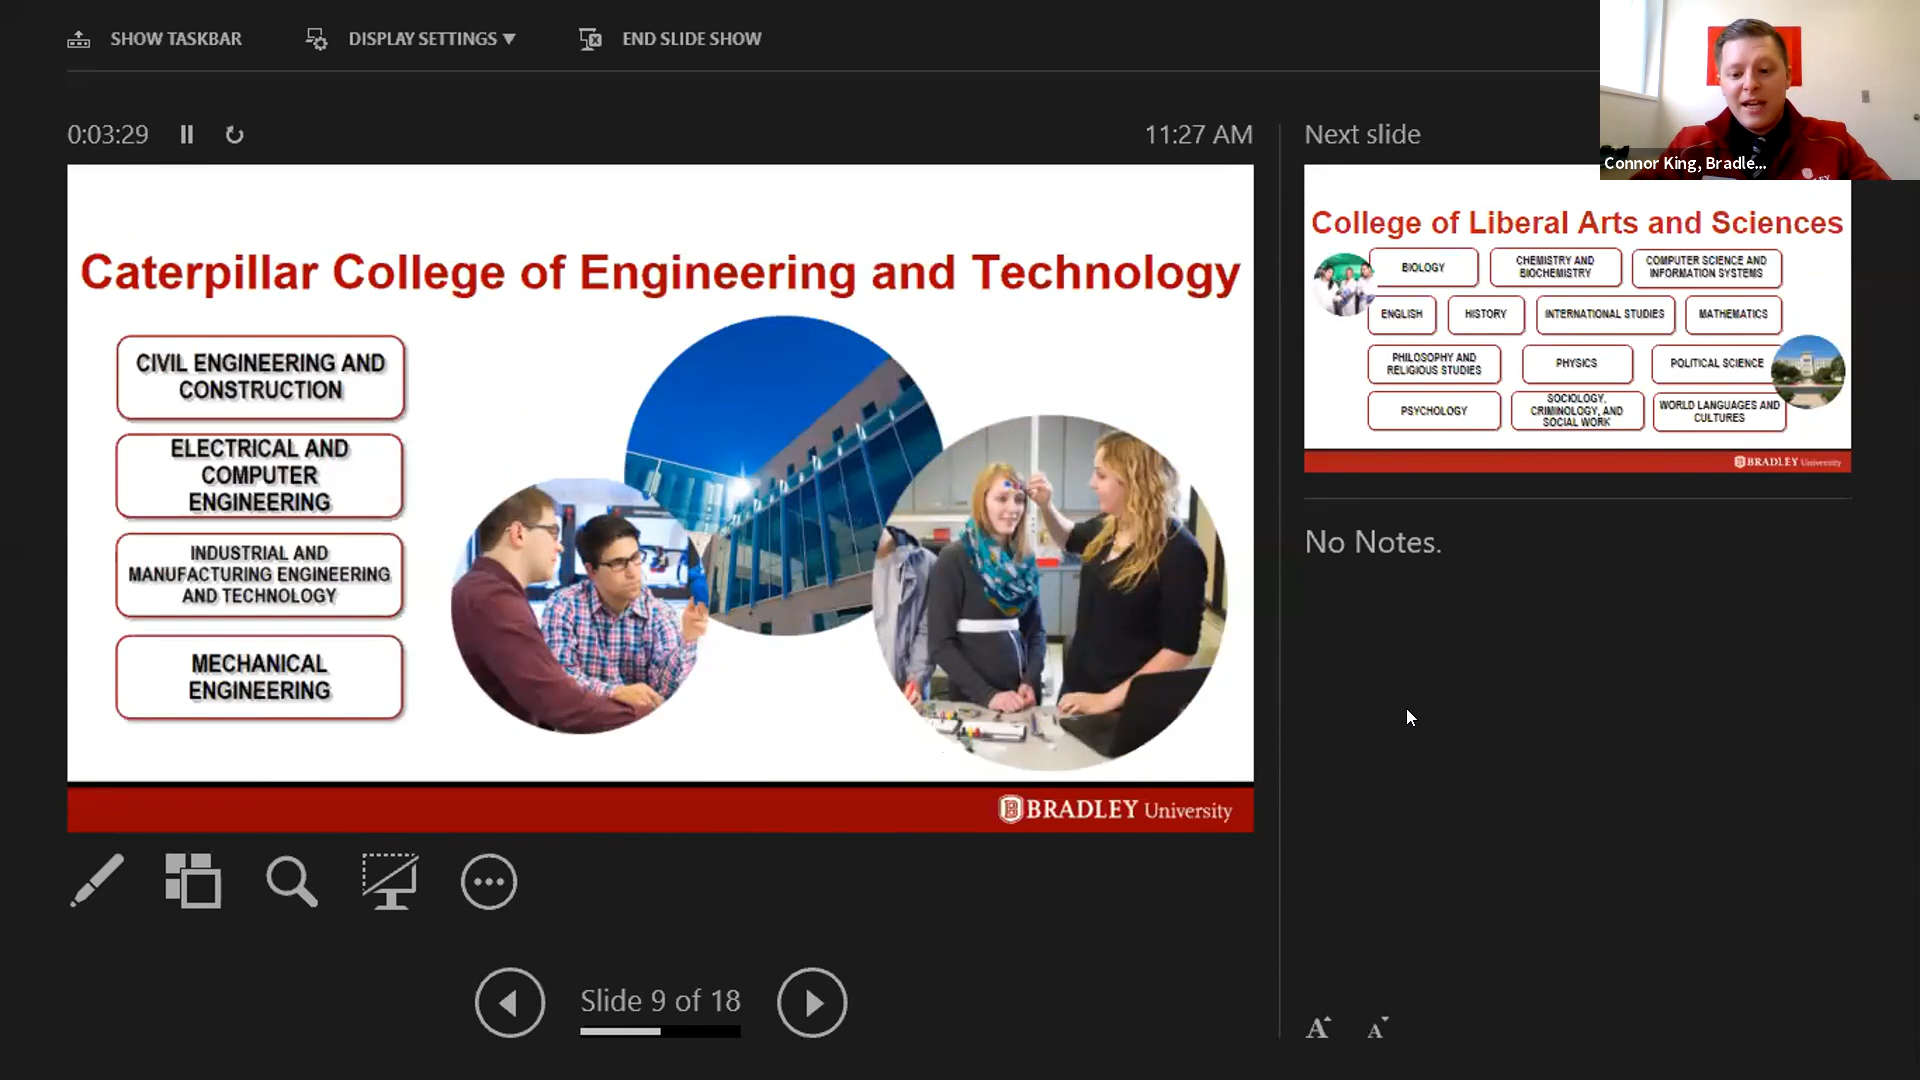 SHOW TASKBAR
DISPLAY SETTINGS
END SLIDE SHOW
0:03:29
11:27 AM
Next slide
Connor King, Bradle...
Caterpillar College of Engineering and Technology
CIVIL ENGINEERING AND
CONSTRUCTION
ELECTRICAL AND
COMPUTER
ENGINEERING
INDUSTRIAL AND
MANUFACTURING ENGINEERING
AND TECHNOLOGY
MECHANICAL
ENGINEERING
BRADLEY University
College of Liberal Arts and Sciences
BIOLOGY
CHEMISTRY AND
BIOCHEMISTRY
COMPUTER SCIENCE AND
INFORMATION SYSTEMS
ENGLISH
HISTORY
INTERNATIONAL STUDIES
MATHEMATICS
PHILOSOPHY AND
RELIGIOUS STUDIES
PHYSICS
POLITICAL SCIENCE
PSYCHOLOGY
SOCIOLOGY,
CRIMINOLOGY, AND
SOCIAL WORK
WORLD LANGUAGES AND
CULTURES
BRADLEY University
No Notes.
Slide 9 of 18
A A